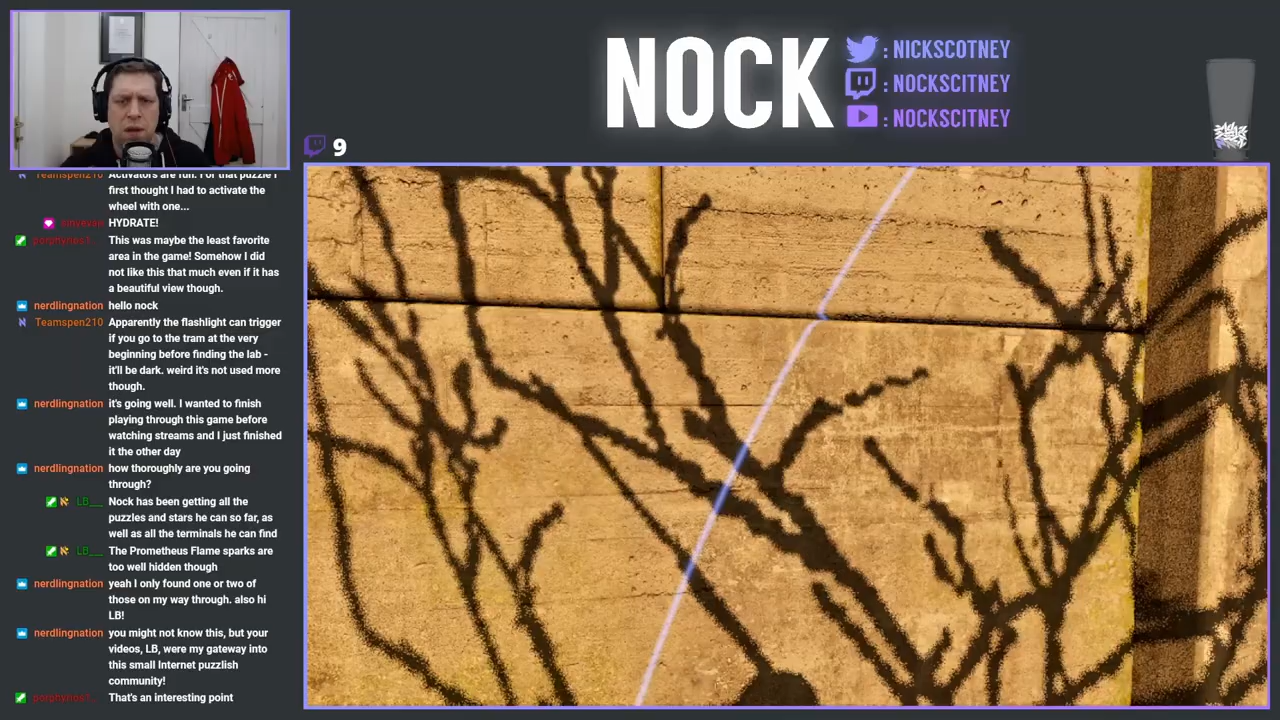 NOCK
: NICKSCOTNEY
: NOCKSCITNEY
: NOCKSCITNEY
9
Teamspen210 Activators are fun. For that puzzle I
first thought I had to activate the
wheel with one...
HYDRATE!
This was maybe the least favorite
area in the game! Somehow I did
not like this that much even if it has
a beautiful view though.
nerdlingnation hello nock
Teamspen210 Apparently the flashlight can trigger
if you go to the tram at the very
beginning before finding the lab -
it'll be dark. weird it's not used more
though.
nerdlingnation it's going well. I wanted to finish
playing through this game before
watching streams and I just finished
it the other day
nerdlingnation how thoroughly are you going
through?
LB__ Nock has been getting all the
puzzles and stars he can so far, as
well as all the terminals he can find
LB__ The Prometheus Flame sparks are
too well hidden though
nerdlingnation yeah I only found one or two of
those on my way through. also hi
LB!
nerdlingnation you might not know this, but your
videos, LB, were my gateway into
this small Internet puzzlish
community!
That's an interesting point